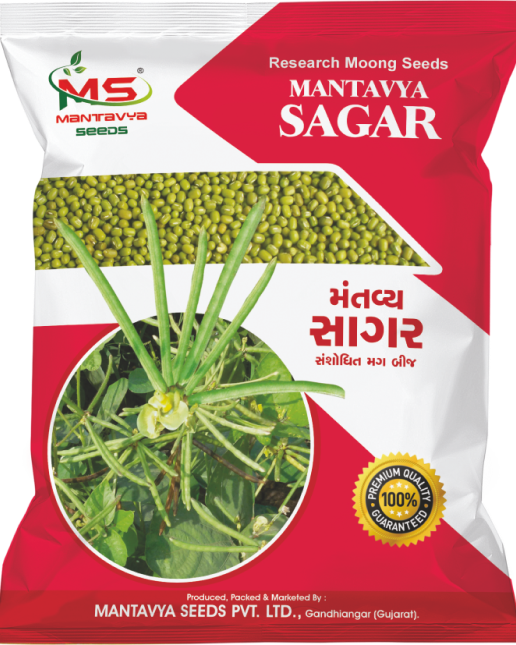 MS®
MANTAVYA
SEEDS
Research Moong Seeds
MANTAVYA
SAGAR
મંતવ્ય
સાગર
સંશોધિત મગ બીજ
PREMIUM QUALITY
100%
GUARANTEED
Produced, Packed & Marketed By :
MANTAVYA SEEDS PVT. LTD., Gandhiangar (Gujarat).